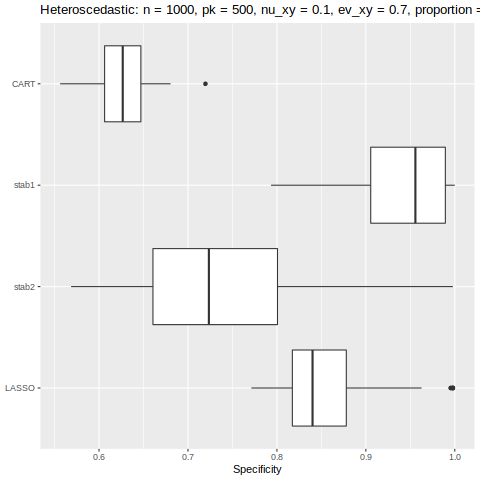 Heteroscedastic: n = 1000, pk = 500, nu_xy = 0.1, ev_xy = 0.7, proportion =
CART
stab1
stab2
LASSO
0.6 0.7 0.8 0.9 1.0
Specificity